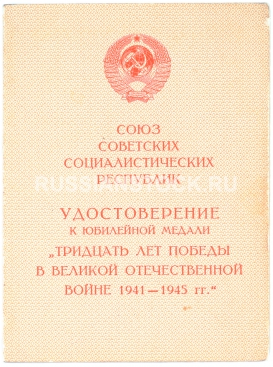 СОЮЗ
СОВЕТСКИХ
СОЦИАЛИСТИЧЕСКИХ
РЕСПУБЛИК
RUSSIANSTOCK.RU
УДОСТОВЕРЕНИЕ
К ЮБИЛЕЙНОЙ МЕДАЛИ
„ТРИДЦАТЬ ЛЕТ ПОБЕДЫ
В ВЕЛИКОЙ ОТЕЧЕСТВЕННОЙ
ВОЙНЕ 1941—1945 гг.“